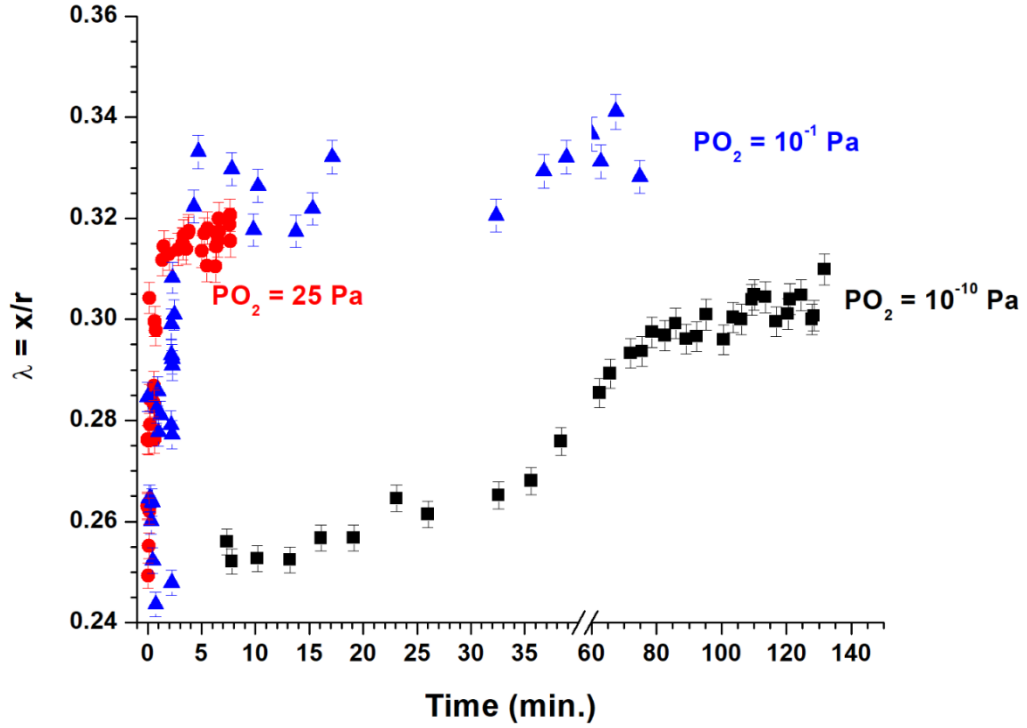 0.36
0.34
0.32
0.30
0.28
0.26
0.24
λ = x/r
PO₂ = 10⁻¹ Pa
PO₂ = 25 Pa
PO₂ = 10⁻¹⁰ Pa
0 5 10 15 20 25 30 35 60 80 100 120 140
Time (min.)